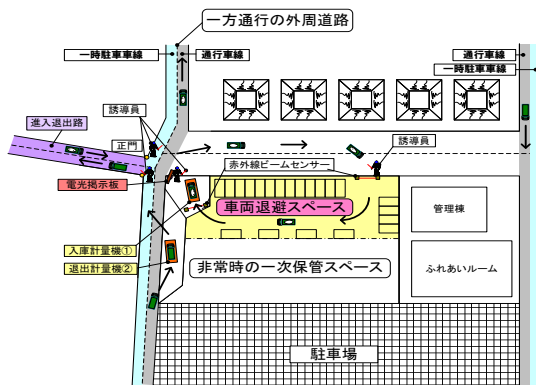 一方通行の外周道路
一時駐車車線
通行車線
通行車線
一時駐車車線
誘導員
進入退出路
正門
誘導員
赤外線ビームセンサー
電光掲示板
車両退避スペース
管理棟
入庫計量機①
退出計量機②
非常時の一次保管スペース
ふれあいルーム
駐車場